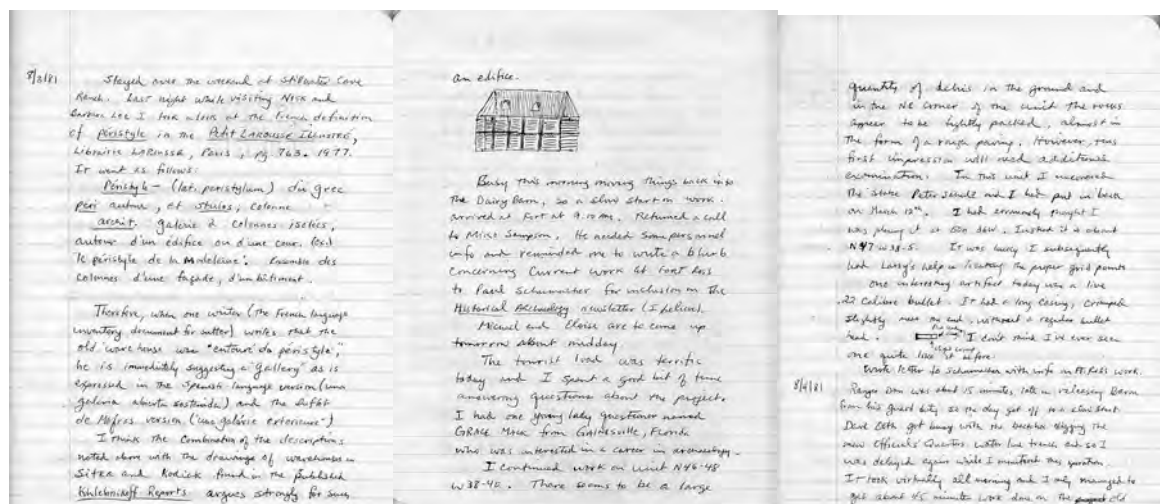 8/3/81
Stayed over the weekend at Stillwater Cove
Ranch. Last night while visiting Nick and
Barbara Lee I took a look at the French definition
of péristyle in the Petit Larousse Illustré,
Librairie Larousse, Paris, pg. 763. 1977.
It went as follows:
Péristyle – (lat. peristylum) du grec
peri autour, et stulos, colonne
archit. galerie à colonnes isolées,
autour d'un édifice ou d'une cour. (ex.)
le péristyle de la Madeleine. Ensemble des
colonnes d'une façade, d'un bâtiment.
Therefore, when one writer (the French language
inventory document for Sutter) writes that the
old warehouse was "entouré de péristyle",
he is immediately suggesting a "gallery" as is
expressed in the Spanish language version (una
galeria abierta sostenida) and the Duflot
de Mofras version ("une galérie exterieure")
I think the combination of the descriptions
noted above with the drawings of warehouses in
Sitka and Kodiack found in the published
Khlebnikoff Reports argues strongly for such
an edifice.
Busy this morning moving things back into
the Dairy Barn, so a slow start on work.
arrived at Fort at 9:10 AM. Returned a call
to Mike Sampson. He needed some personnel
info and reminded me to write a blurb
concerning current work at Fort Ross
to Paul Schumacher for inclusion in the
Historical Archeology newsletter (I believe).
and Eloise are to come up
tomorrow about midday.
The tourist load was terrific
today and I spent a good bit of time
answering questions about the project.
I had one young lady questioner named
Grace Mack from Gainesville, Florida
who was interested in a career in archaeology.
I continued work on unit N46-48
W38-40. There seems to be a large
quantity of debris in the ground and
in the NE corner of the unit the rocks
appear to be tightly packed, almost in
the form of a rough paving. However, this
first impression will need additional
examination. In this unit I uncovered
the stake Peter Schulz and I had put in back
on March 12th. I had erroneously thought I
was placing it at Instead it is about
N47 W38.5. It was lucky I subsequently
had Larry's help in locating the proper grid points
one interesting artifact today was a live
.22 calibre bullet. It had a long casing, crimped
slightly near the end, without a regular bullet
head. I don't think I've ever seen
one quite like it before.
Wrote letter to Schumacher with info on Ft. Ross work.
8/4/81
Ranger Don was about 15 minutes late in releasing Barn
from his guard duty, so the day got off to a slow start.
Dave got busy with the backhoe digging the
new Officials' Quarters water line trench and so I
was delayed again while I monitored this operation.
It took virtually all morning and I only managed to
get about 45 minutes work done on the old